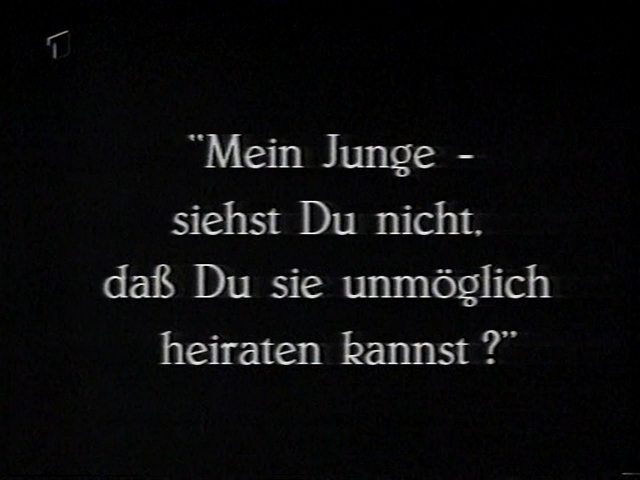 "Mein Junge -
siehst Du nicht,
daß Du sie unmöglich
heiraten kannst ?"